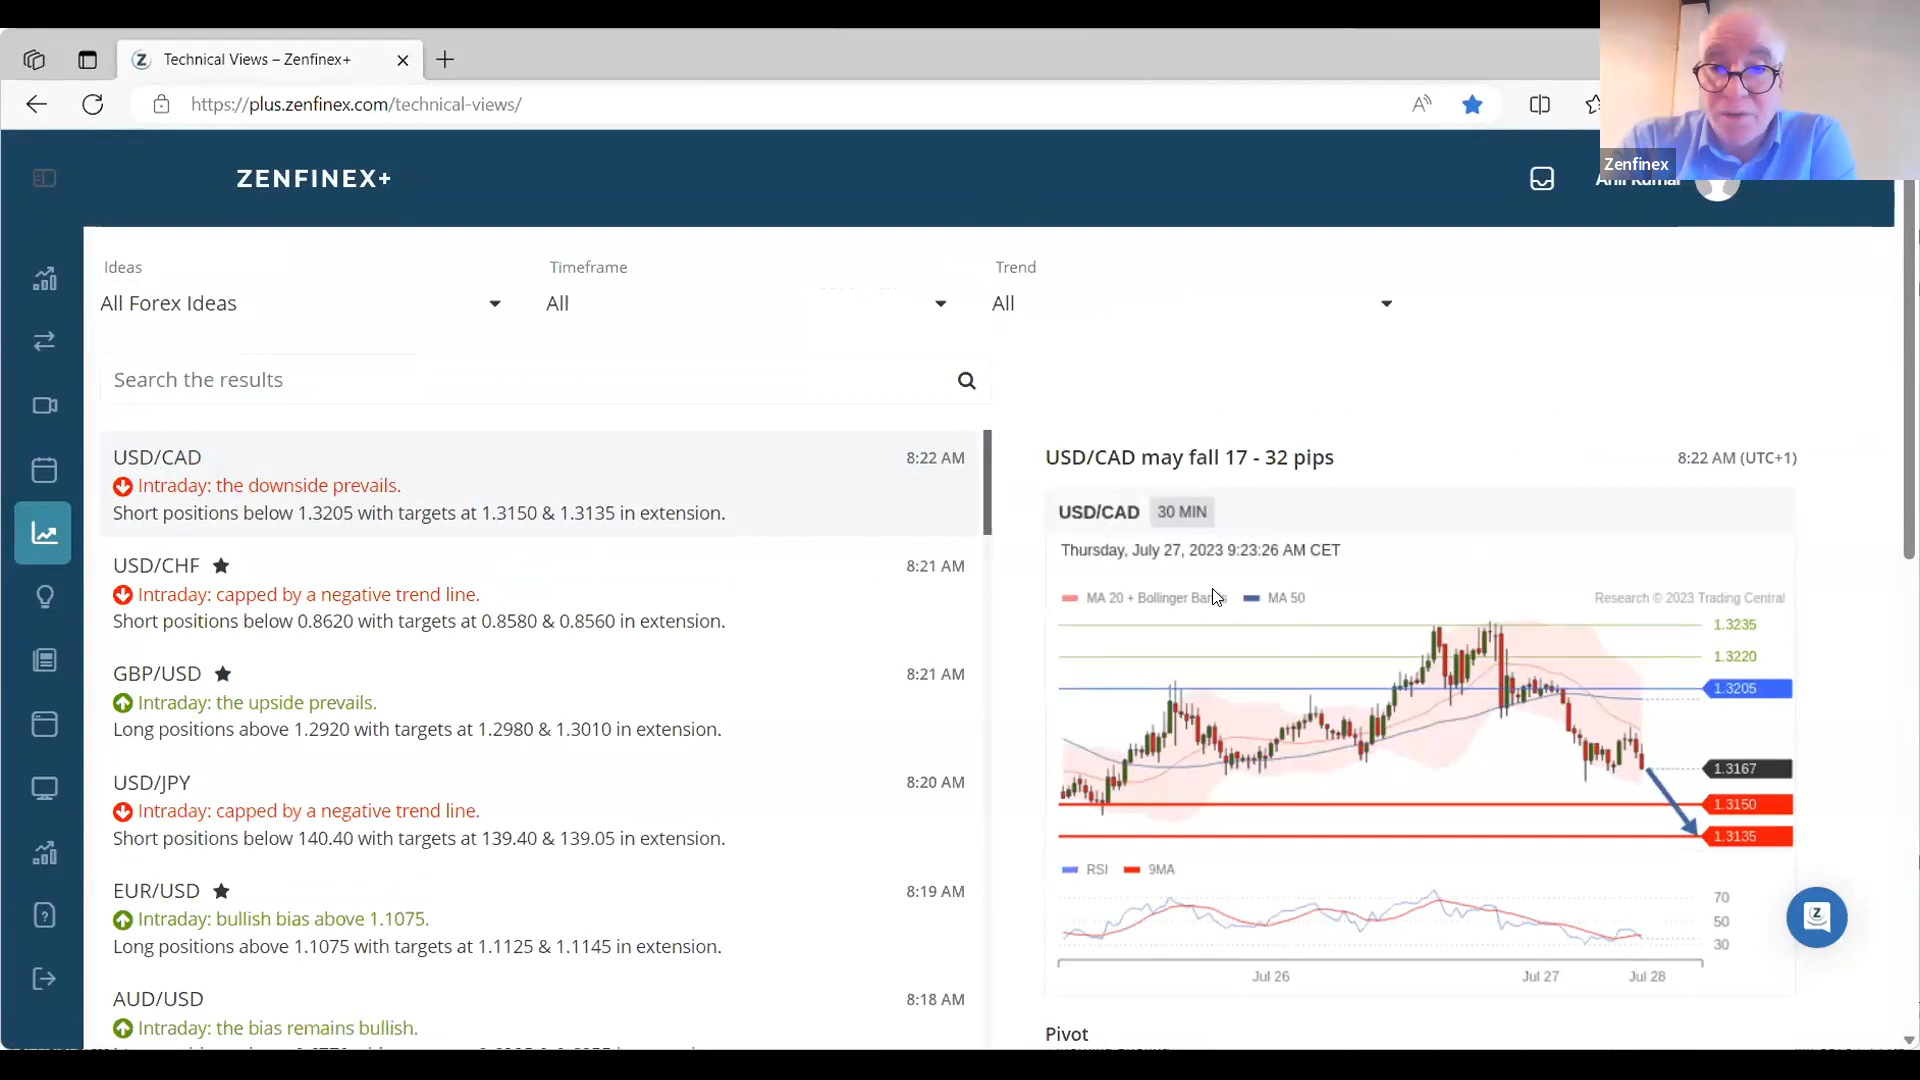 Technical Views – Zenfinex+
https://plus.zenfinex.com/technical-views/
Zenfinex
ZENFINEX+
Ideas
Timeframe
Trend
All Forex Ideas
All
All
Search the results
USD/CAD
8:22 AM
Intraday: the downside prevails.
Short positions below 1.3205 with targets at 1.3150 & 1.3135 in extension.
USD/CHF
8:21 AM
Intraday: capped by a negative trend line.
Short positions below 0.8620 with targets at 0.8580 & 0.8560 in extension.
GBP/USD
8:21 AM
Intraday: the upside prevails.
Long positions above 1.2920 with targets at 1.2980 & 1.3010 in extension.
USD/JPY
8:20 AM
Intraday: capped by a negative trend line.
Short positions below 140.40 with targets at 139.40 & 139.05 in extension.
EUR/USD
8:19 AM
Intraday: bullish bias above 1.1075.
Long positions above 1.1075 with targets at 1.1125 & 1.1145 in extension.
AUD/USD
8:18 AM
Intraday: the bias remains bullish.
USD/CAD may fall 17 - 32 pips
8:22 AM (UTC+1)
USD/CAD 30 MIN
Thursday, July 27, 2023 9:23:26 AM CET
MA 20 + Bollinger MA 50
Research © 2023 Trading Central
1.3235
1.3220
1.3205
1.3167
1.3150
1.3135
RSI 9MA
70
50
30
Jul 26 Jul 27 Jul 28
Pivot